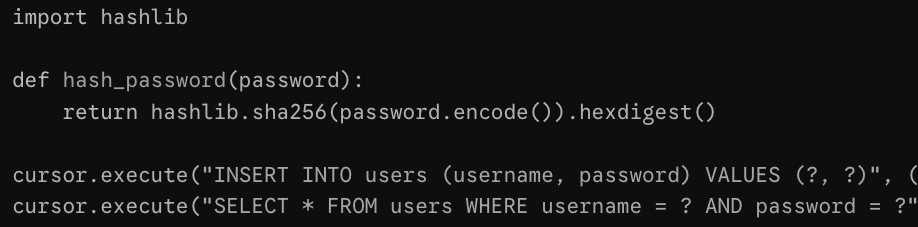 import hashlib
def hash_password(password):
    return hashlib.sha256(password.encode()).hexdigest()
cursor.execute("INSERT INTO users (username, password) VALUES (?, ?)", (
cursor.execute("SELECT * FROM users WHERE username = ? AND password = ?"